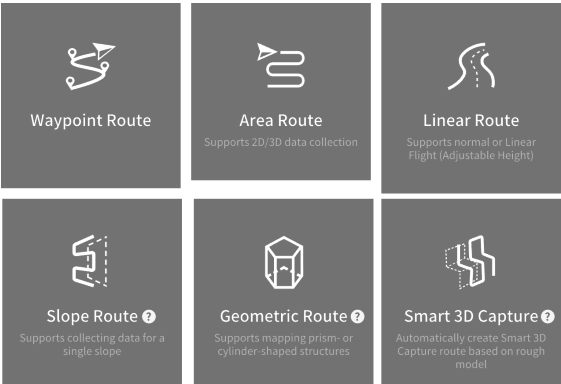 Waypoint Route
Area Route
Supports 2D/3D data collection
Linear Route
Supports normal or Linear
Flight (Adjustable Height)
Slope Route ?
Supports collecting data for a
single slope
Geometric Route ?
Supports mapping prism- or
cylinder-shaped structures
Smart 3D Capture ?
Automatically create Smart 3D
Capture route based on rough
model